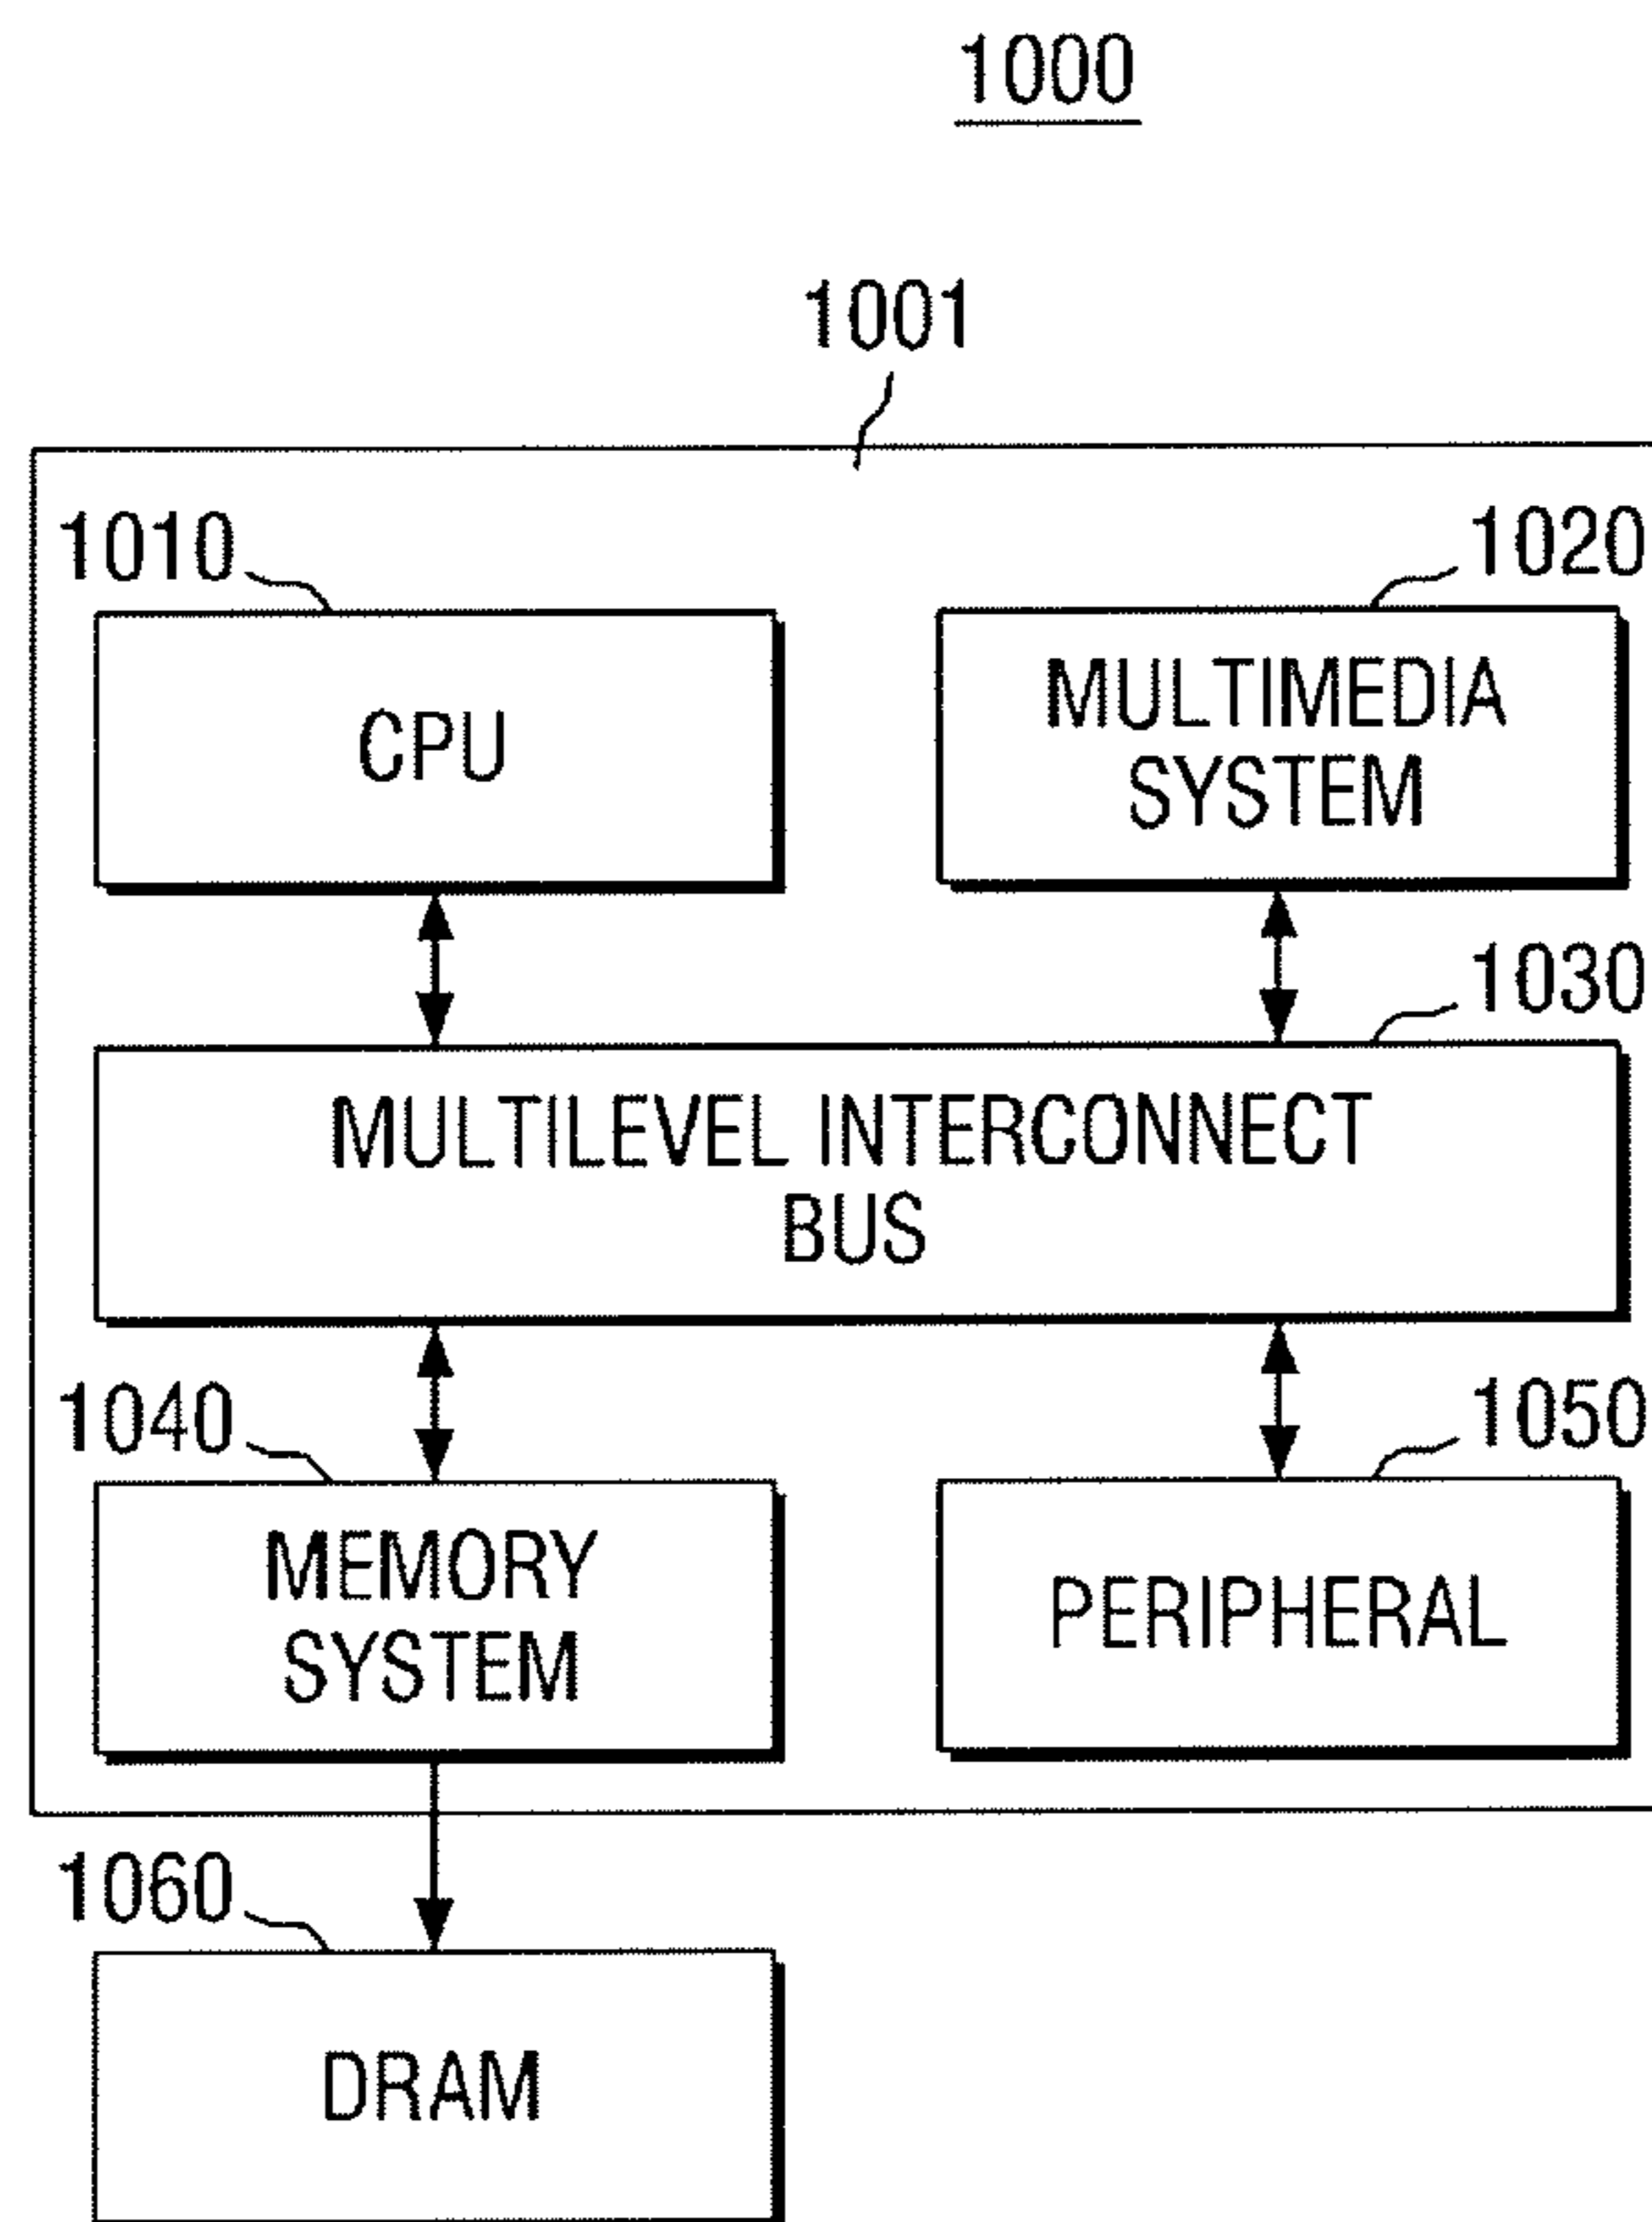 1000
1001
1010
1020
CPU
MULTIMEDIA
SYSTEM
1030
MULTILEVEL INTERCONNECT
BUS
1040
1050
MEMORY
SYSTEM
PERIPHERAL
1060
DRAM